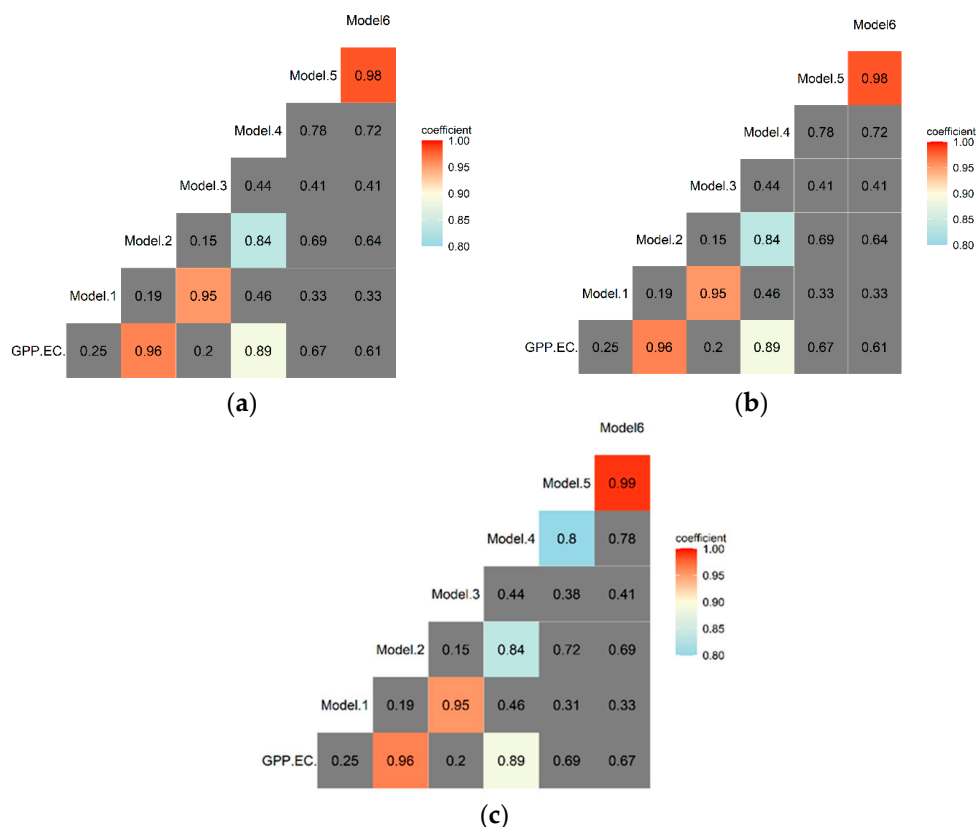 Model6
Model.5 0.98
Model.4 0.78 0.72
Model.3 0.44 0.41 0.41
Model.2 0.15 0.84 0.69 0.64
Model.1 0.19 0.95 0.46 0.33 0.33
GPP.EC. 0.25 0.96 0.2 0.89 0.67 0.61
coefficient
1.00
0.95
0.90
0.85
0.80
(a)
Model6
Model.5 0.98
Model.4 0.78 0.72
Model.3 0.44 0.41 0.41
Model.2 0.15 0.84 0.69 0.64
Model.1 0.19 0.95 0.46 0.33 0.33
GPP.EC. 0.25 0.96 0.2 0.89 0.67 0.61
coefficient
1.00
0.95
0.90
0.85
0.80
(b)
Model6
Model.5 0.99
Model.4 0.8 0.78
Model.3 0.44 0.38 0.41
Model.2 0.15 0.84 0.72 0.69
Model.1 0.19 0.95 0.46 0.31 0.33
GPP.EC. 0.25 0.96 0.2 0.89 0.69 0.67
coefficient
1.00
0.95
0.90
0.85
0.80
(c)